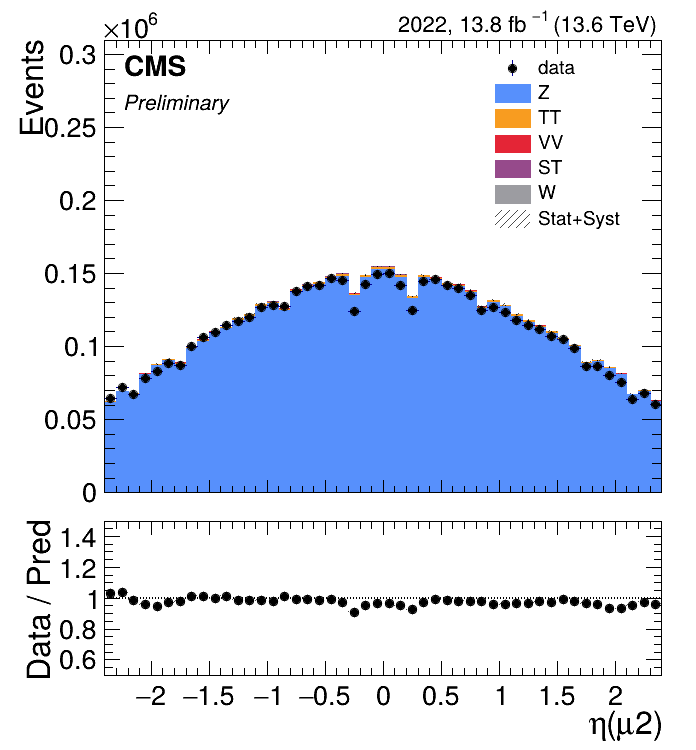 ×10⁶
2022, 13.8 fb⁻¹ (13.6 TeV)
Events
0.3
0.25
0.2
0.15
0.1
0.05
0
CMS
Preliminary
data
Z
TT
VV
ST
W
Stat+Syst
Data / Pred
1.4
1.2
1
0.8
0.6
−2 −1.5 −1 −0.5 0 0.5 1 1.5 2
η(μ2)